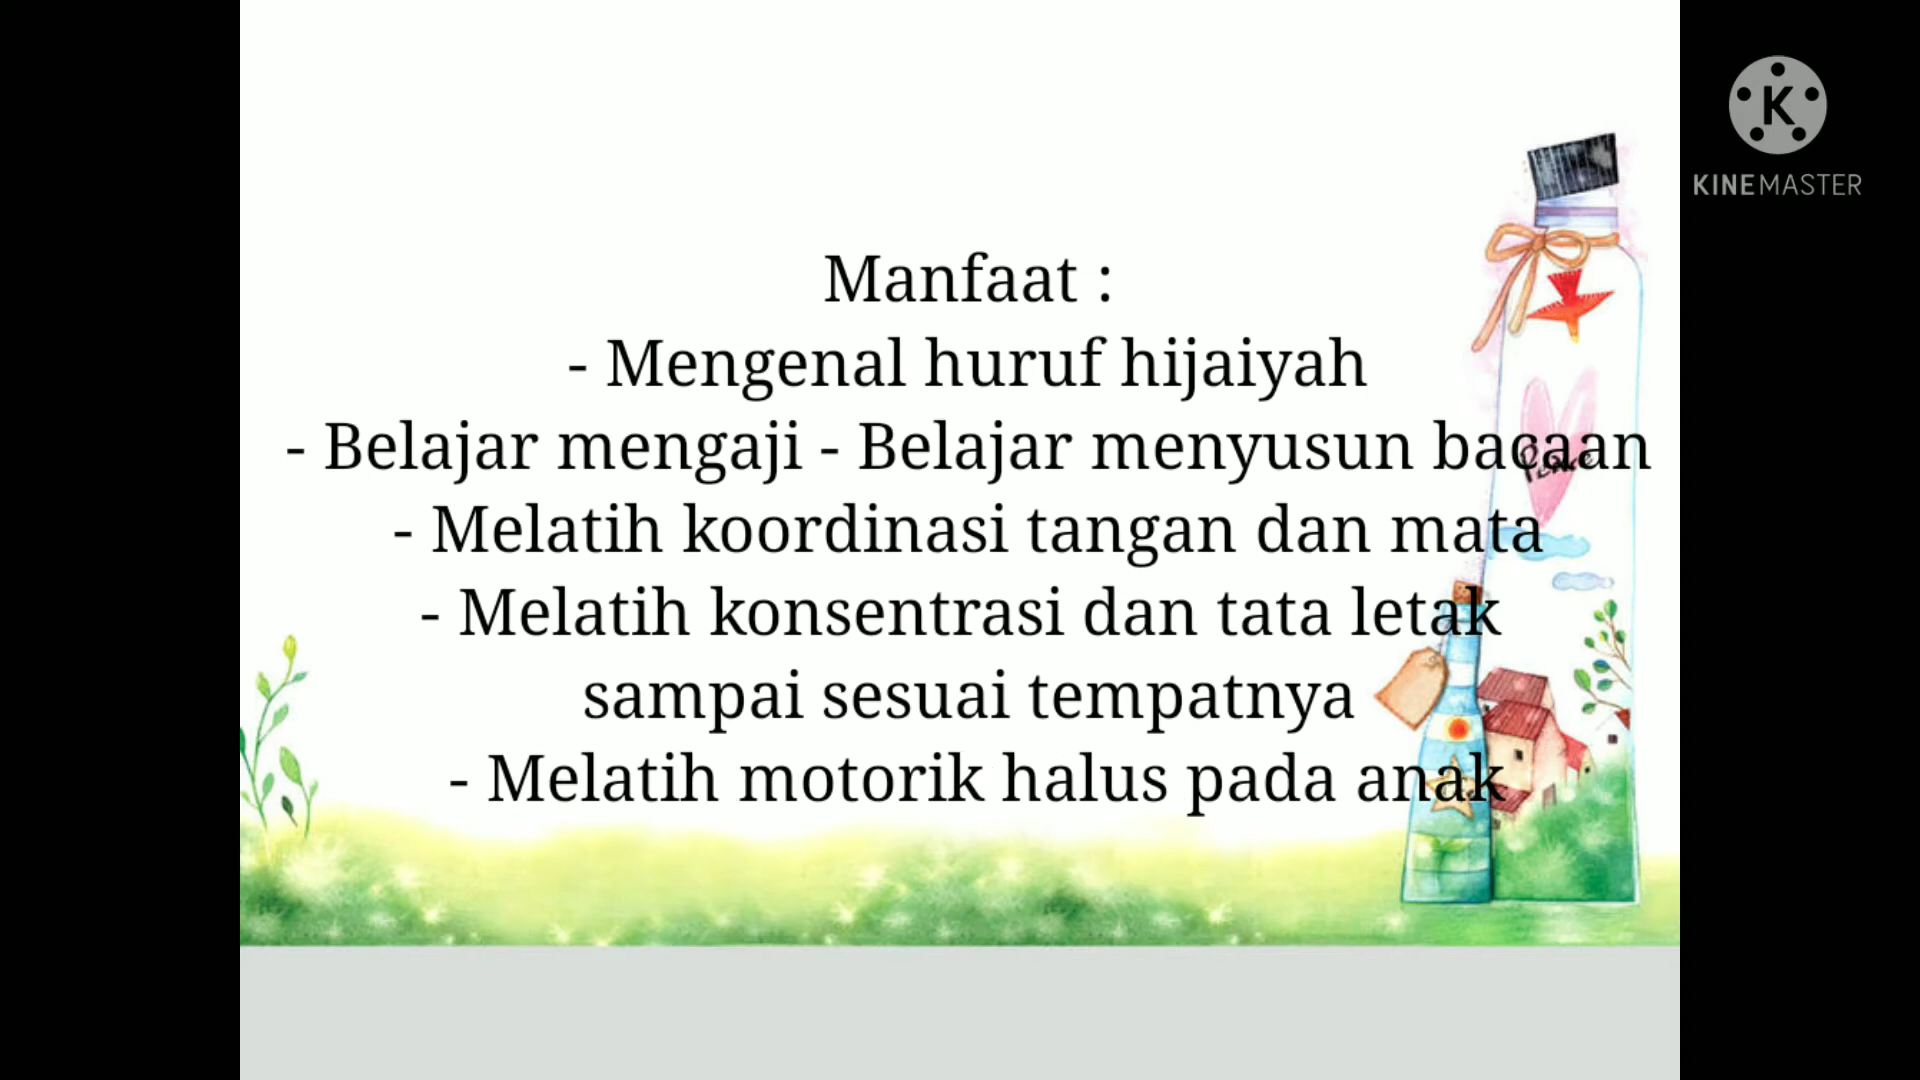 Manfaat :
- Mengenal huruf hijaiyah
- Belajar mengaji - Belajar menyusun bacaan
- Melatih koordinasi tangan dan mata
- Melatih konsentrasi dan tata letak
sampai sesuai tempatnya
- Melatih motorik halus pada anak
K
KINEMASTER